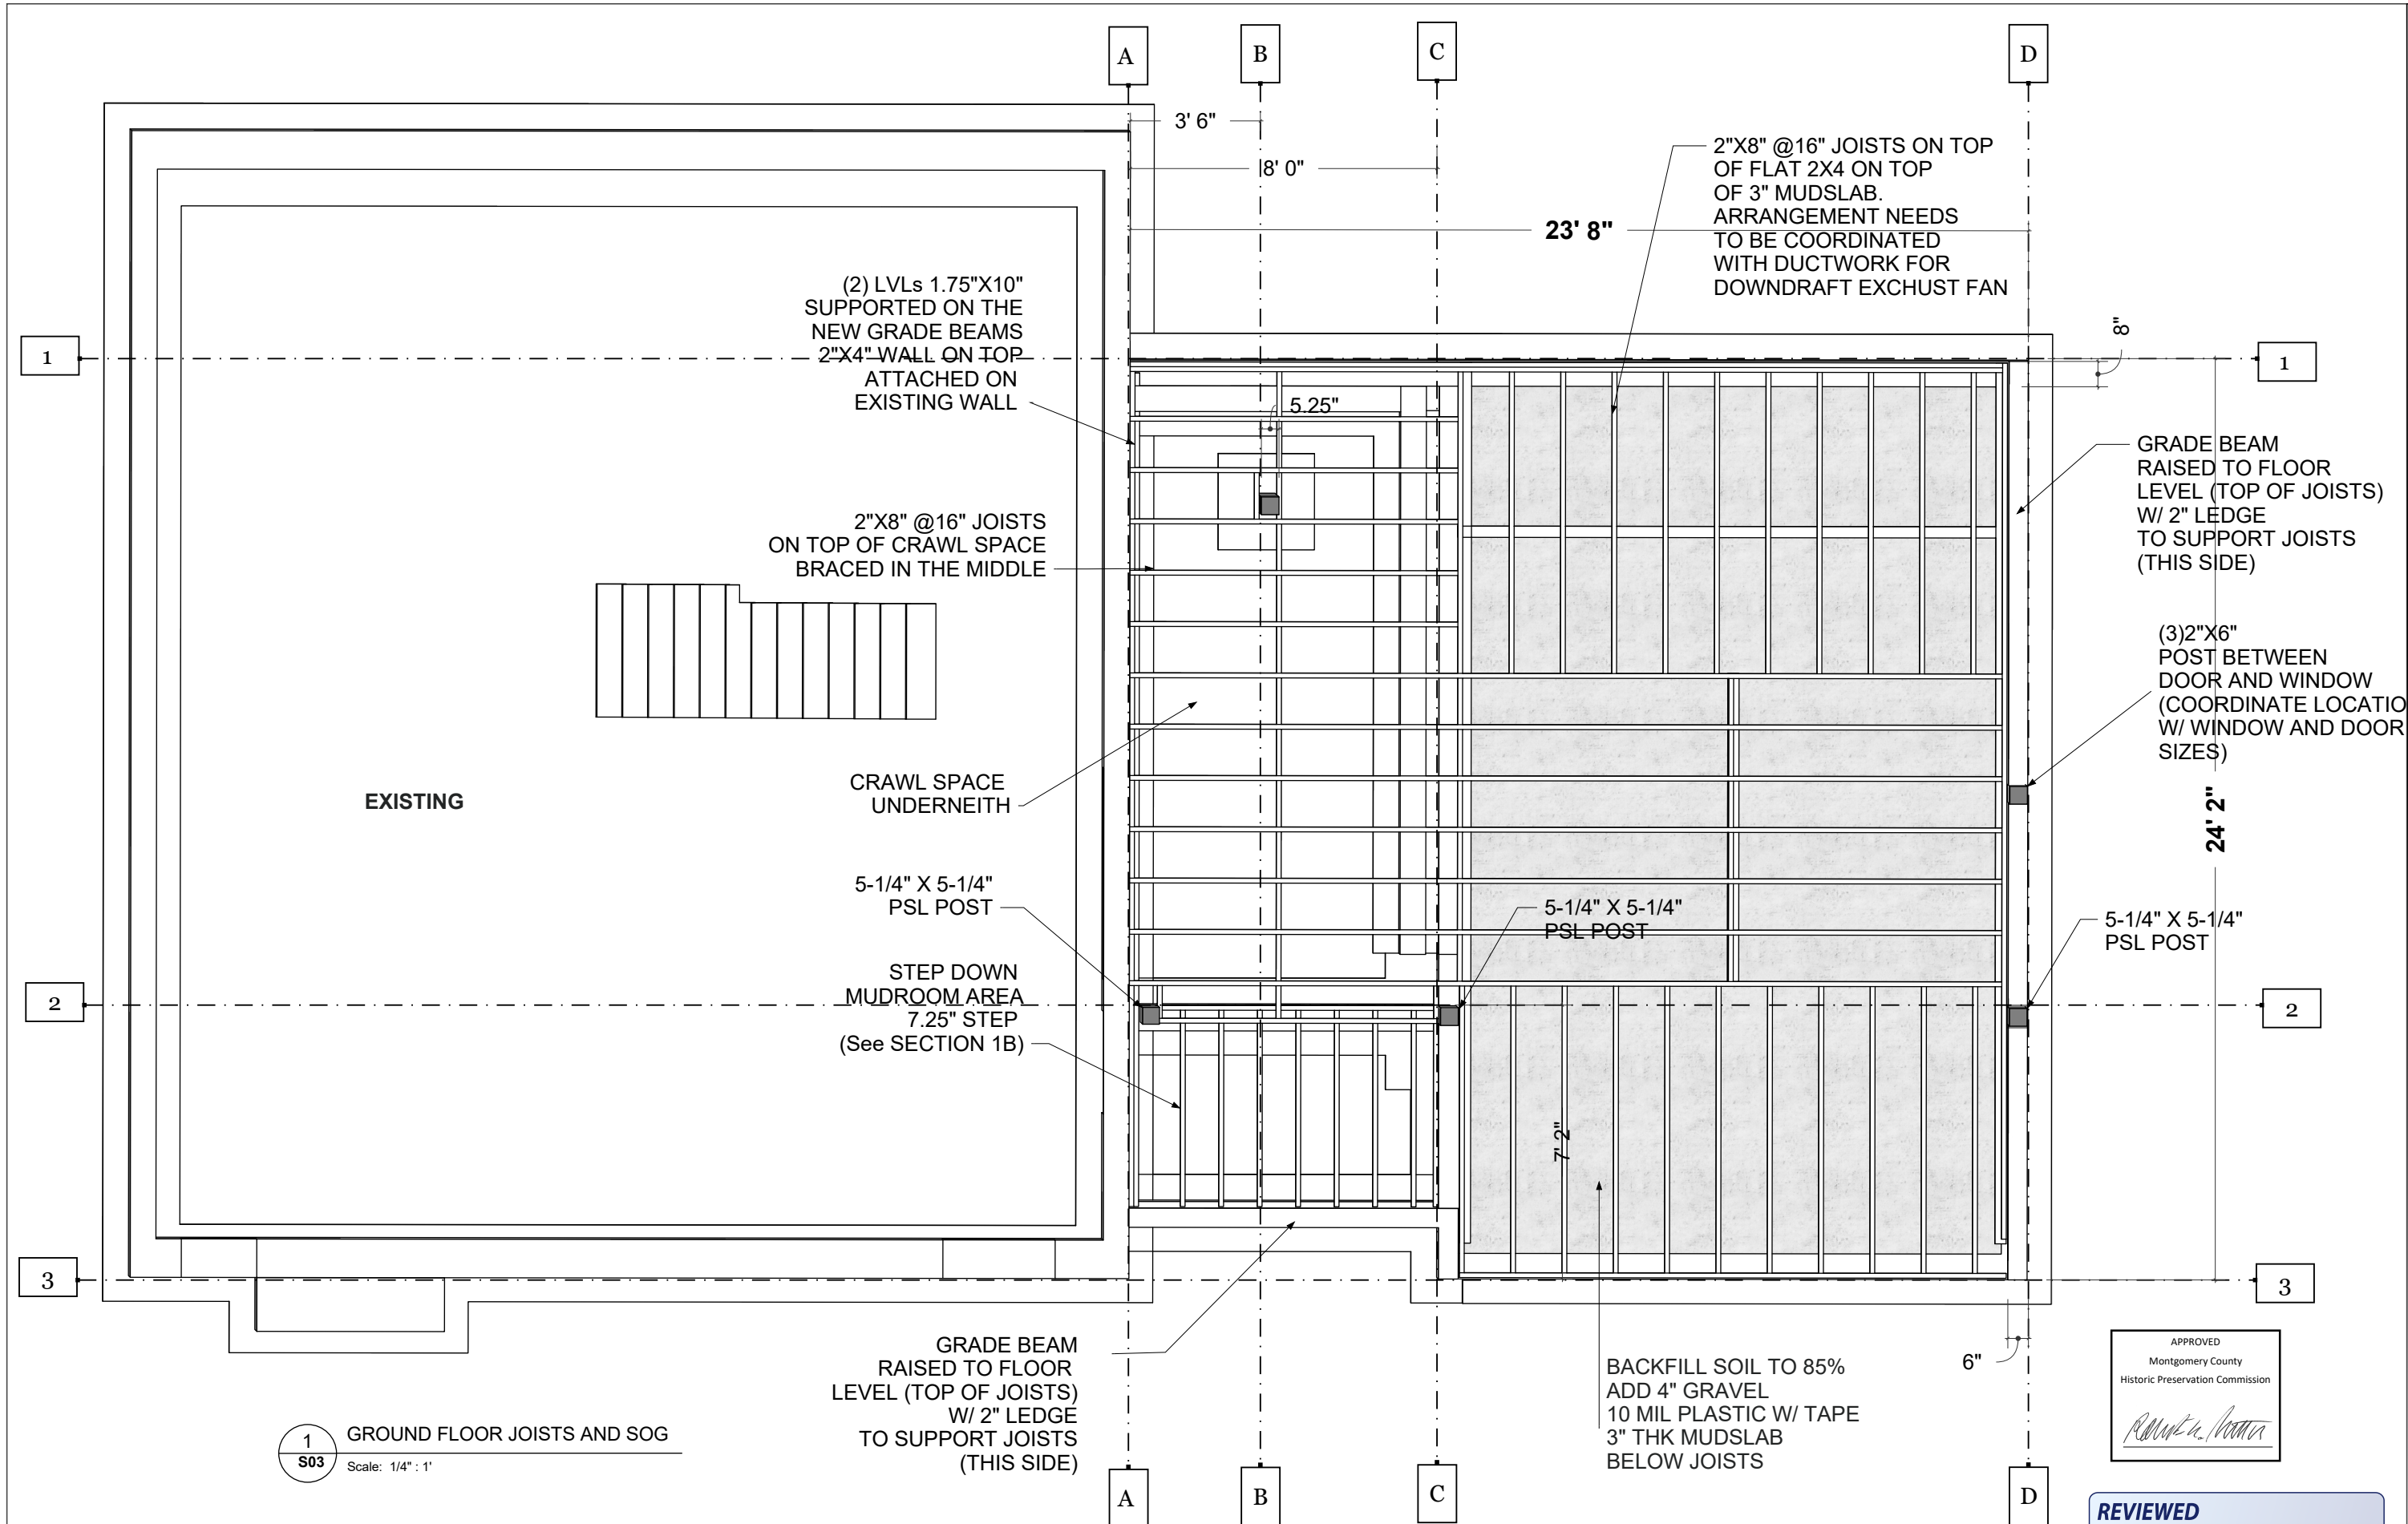 A
B
C
D
3' 6"
8' 0"
23' 8"
2"X8" @16" JOISTS ON TOP
OF FLAT 2X4 ON TOP
OF 3" MUDSLAB.
ARRANGEMENT NEEDS
TO BE COORDINATED
WITH DUCTWORK FOR
DOWNDRAFT EXCHUST FAN
(2) LVLs 1.75"X10"
SUPPORTED ON THE
NEW GRADE BEAMS
2"X4" WALL ON TOP
ATTACHED ON
EXISTING WALL
8"
1
1
5.25"
GRADE BEAM
RAISED TO FLOOR
LEVEL (TOP OF JOISTS)
W/ 2" LEDGE
TO SUPPORT JOISTS
(THIS SIDE)
2"X8" @16" JOISTS
ON TOP OF CRAWL SPACE
BRACED IN THE MIDDLE
(3)2"X6"
POST BETWEEN
DOOR AND WINDOW
(COORDINATE LOCATIO
W/ WINDOW AND DOOR
SIZES)
CRAWL SPACE
UNDERNEITH
EXISTING
24' 2"
5-1/4" X 5-1/4"
PSL POST
5-1/4" X 5-1/4"
PSL POST
5-1/4" X 5-1/4"
PSL POST
STEP DOWN
MUDROOM AREA
7.25" STEP
(See SECTION 1B)
2
2
7' 2"
3
3
GRADE BEAM
RAISED TO FLOOR
LEVEL (TOP OF JOISTS)
W/ 2" LEDGE
TO SUPPORT JOISTS
(THIS SIDE)
BACKFILL SOIL TO 85%
ADD 4" GRAVEL
10 MIL PLASTIC W/ TAPE
3" THK MUDSLAB
BELOW JOISTS
6"
APPROVED
Montgomery County
Historic Preservation Commission
1
S03
GROUND FLOOR JOISTS AND SOG
Scale: 1/4" : 1'
A
B
C
D
REVIEWED